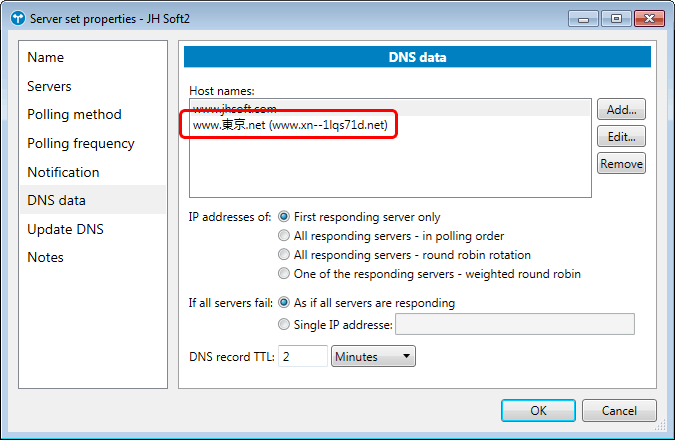 Server set properties - JH Soft2
Name
Servers
Polling method
Polling frequency
Notification
DNS data
Update DNS
Notes
DNS data
Host names:
www.jhsoft.com
www.東京.net (www.xn--1lqs71d.net)
Add...
Edit...
Remove
IP addresses of:
First responding server only
All responding servers - in polling order
All responding servers - round robin rotation
One of the responding servers - weighted round robin
If all servers fail:
As if all servers are responding
Single IP addresse:
DNS record TTL:
2
Minutes
OK
Cancel